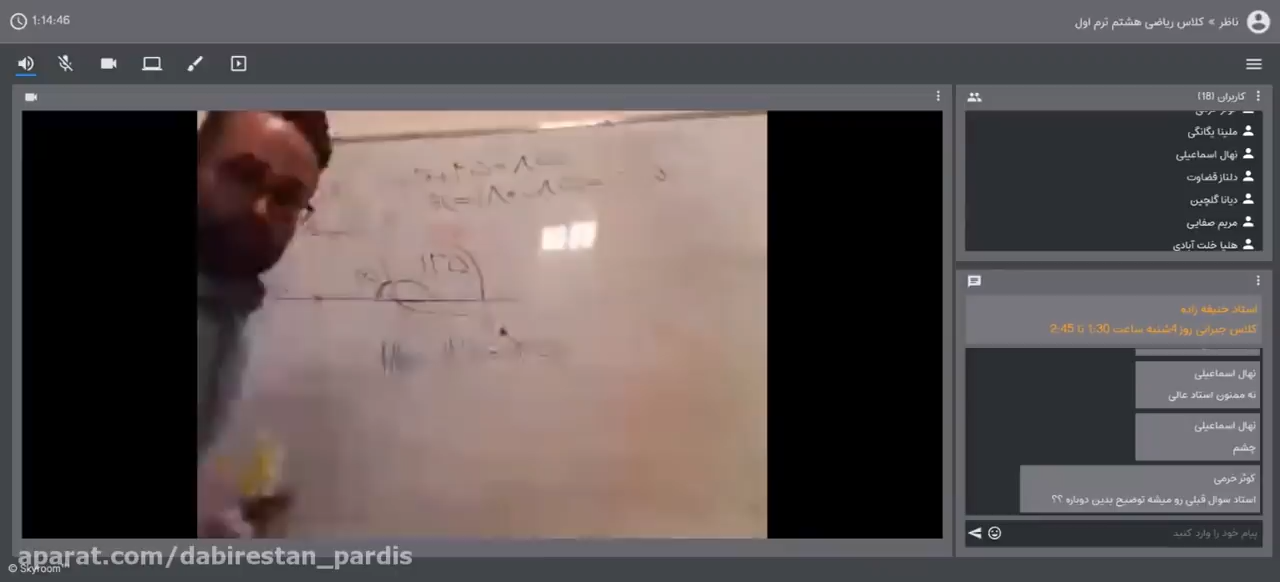 1:14:46
ناظر » کلاس ریاضی هشتم ترم اول
کاربران (18)
ملینا یگانگی
نهال اسماعیلی
دلناز قضاوت
دیانا گلچین
مریم صفایی
هلیا خلت آبادی
استاد حنیفه زاده
کلاس جبرانی روز 4شنبه ساعت 1:30 تا 2:45
نهال اسماعیلی
نه ممنون استاد عالی
نهال اسماعیلی
چشم
کوثر خرمی
استاد سوال قبلی رو میشه توضیح بدین دوباره ؟؟
پیام خود را وارد کنید
aparat.com/dabirestan_pardis
© Skyroom™